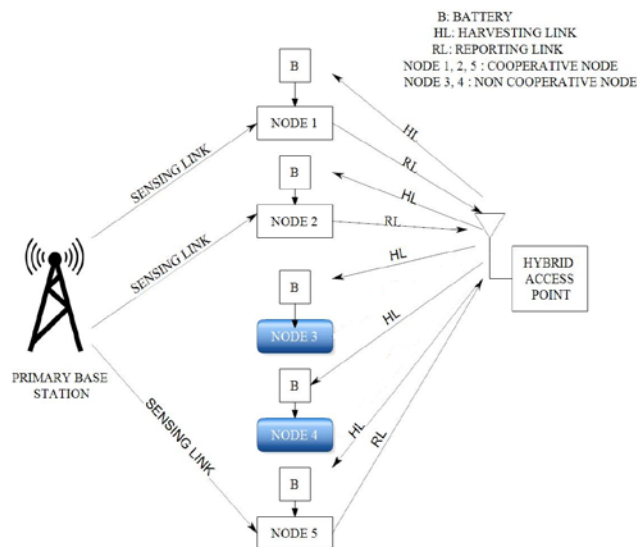 B: BATTERY
HL: HARVESTING LINK
RL: REPORTING LINK
NODE 1, 2, 5 : COOPERATIVE NODE
NODE 3, 4 : NON COOPERATIVE NODE
B
HL
NODE 1
SENSING LINK
RL
B
HL
NODE 2
RL
SENSING LINK
HL
HYBRID
ACCESS
POINT
B
HL
NODE 3
PRIMARY BASE
STATION
B
SENSING LINK
NODE 4
HL
RL
B
NODE 5